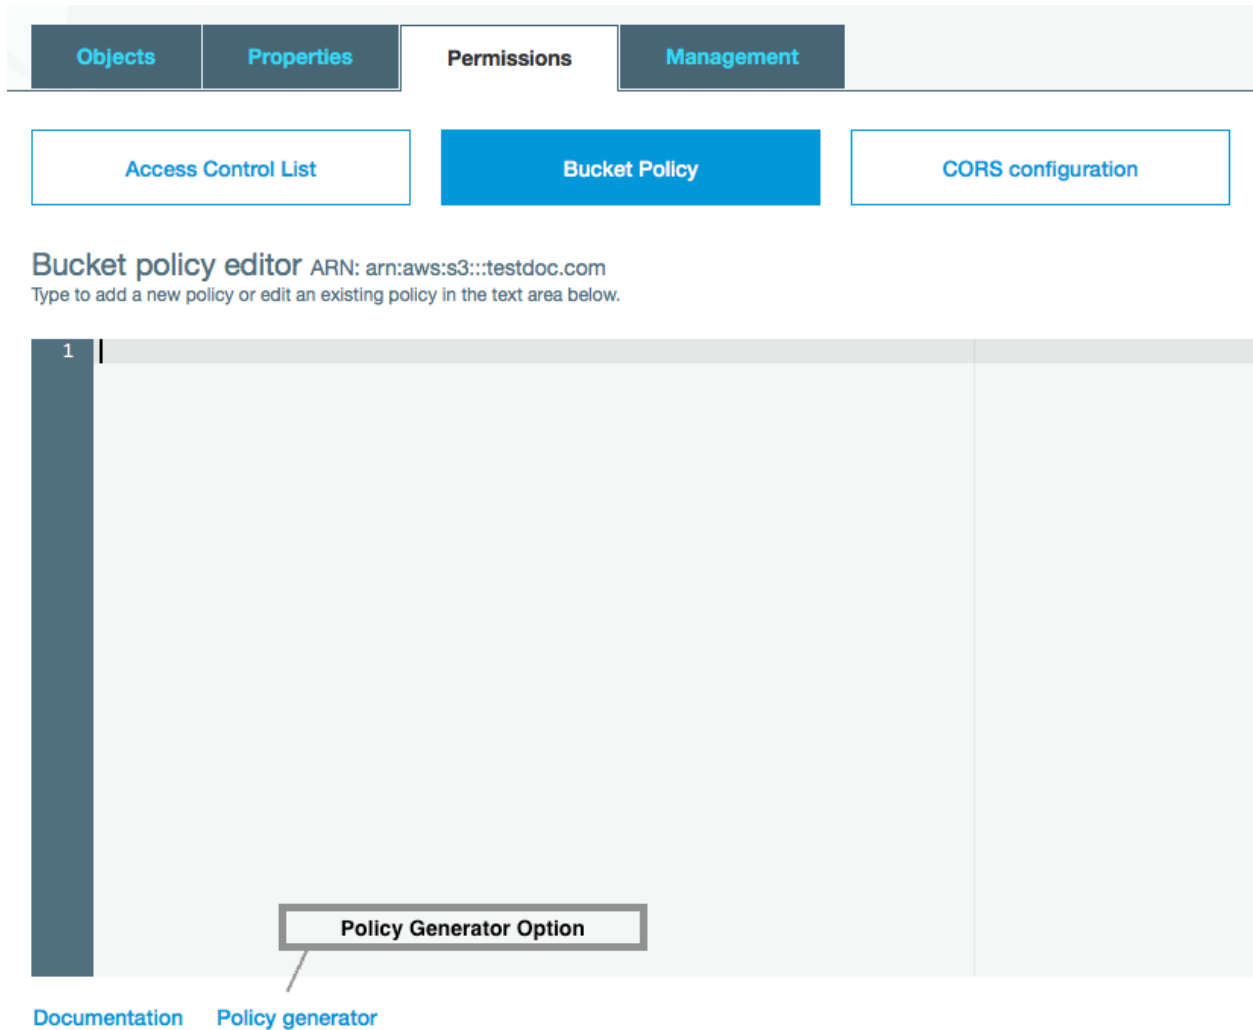 Objects Properties Permissions Management
Access Control List Bucket Policy CORS configuration
Bucket policy editor ARN: arn:aws:s3:::testdoc.com
Type to add a new policy or edit an existing policy in the text area below.
1
Policy Generator Option
Documentation Policy generator